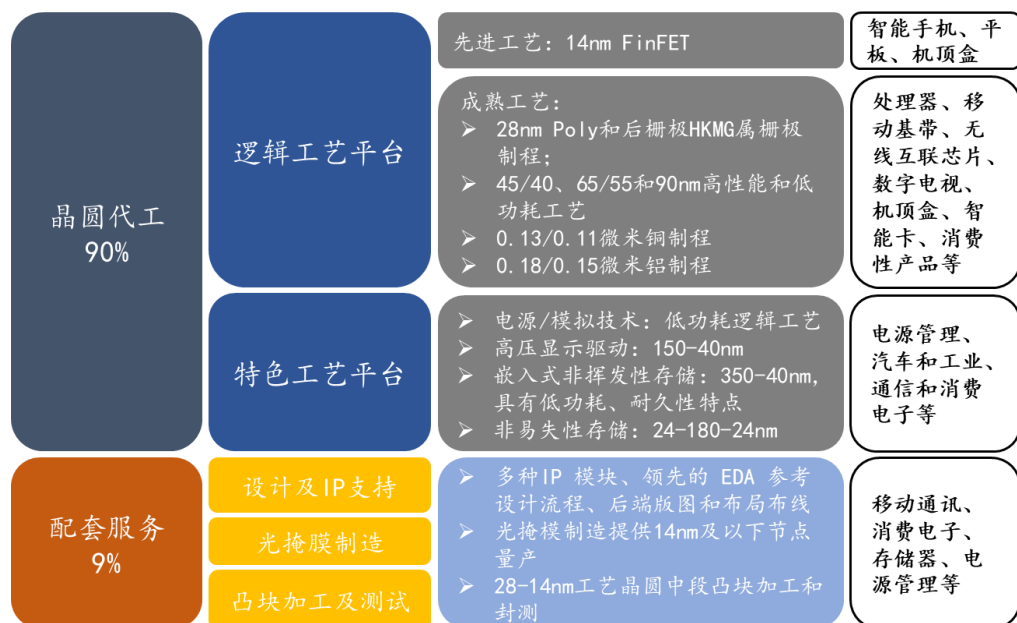 晶圆代工
90%
逻辑工艺平台
先进工艺：14nm FinFET
智能手机、平
板、机顶盒
成熟工艺：
➢ 28nm Poly和后栅极HKMG属栅极
制程；
➢ 45/40、65/55和90nm高性能和低
功耗工艺
➢ 0.13/0.11微米铜制程
➢ 0.18/0.15微米铝制程
处理器、移
动基带、无
线互联芯片、
数字电视、
机顶盒、智
能卡、消费
性产品等
特色工艺平台
➢ 电源/模拟技术：低功耗逻辑工艺
➢ 高压显示驱动：150-40nm
➢ 嵌入式非挥发性存储：350-40nm，
具有低功耗、耐久性特点
➢ 非易失性存储：24-180-24nm
电源管理、
汽车和工业、
通信和消费
电子等
配套服务
9%
设计及IP支持
光掩膜制造
凸块加工及测试
➢ 多种IP 模块、领先的 EDA 参考
设计流程、后端版图和布局布线
➢ 光掩模制造提供14nm及以下节点
量产
➢ 28-14nm工艺晶圆中段凸块加工和
封测
移动通讯、
消费电子、
存储器、电
源管理等